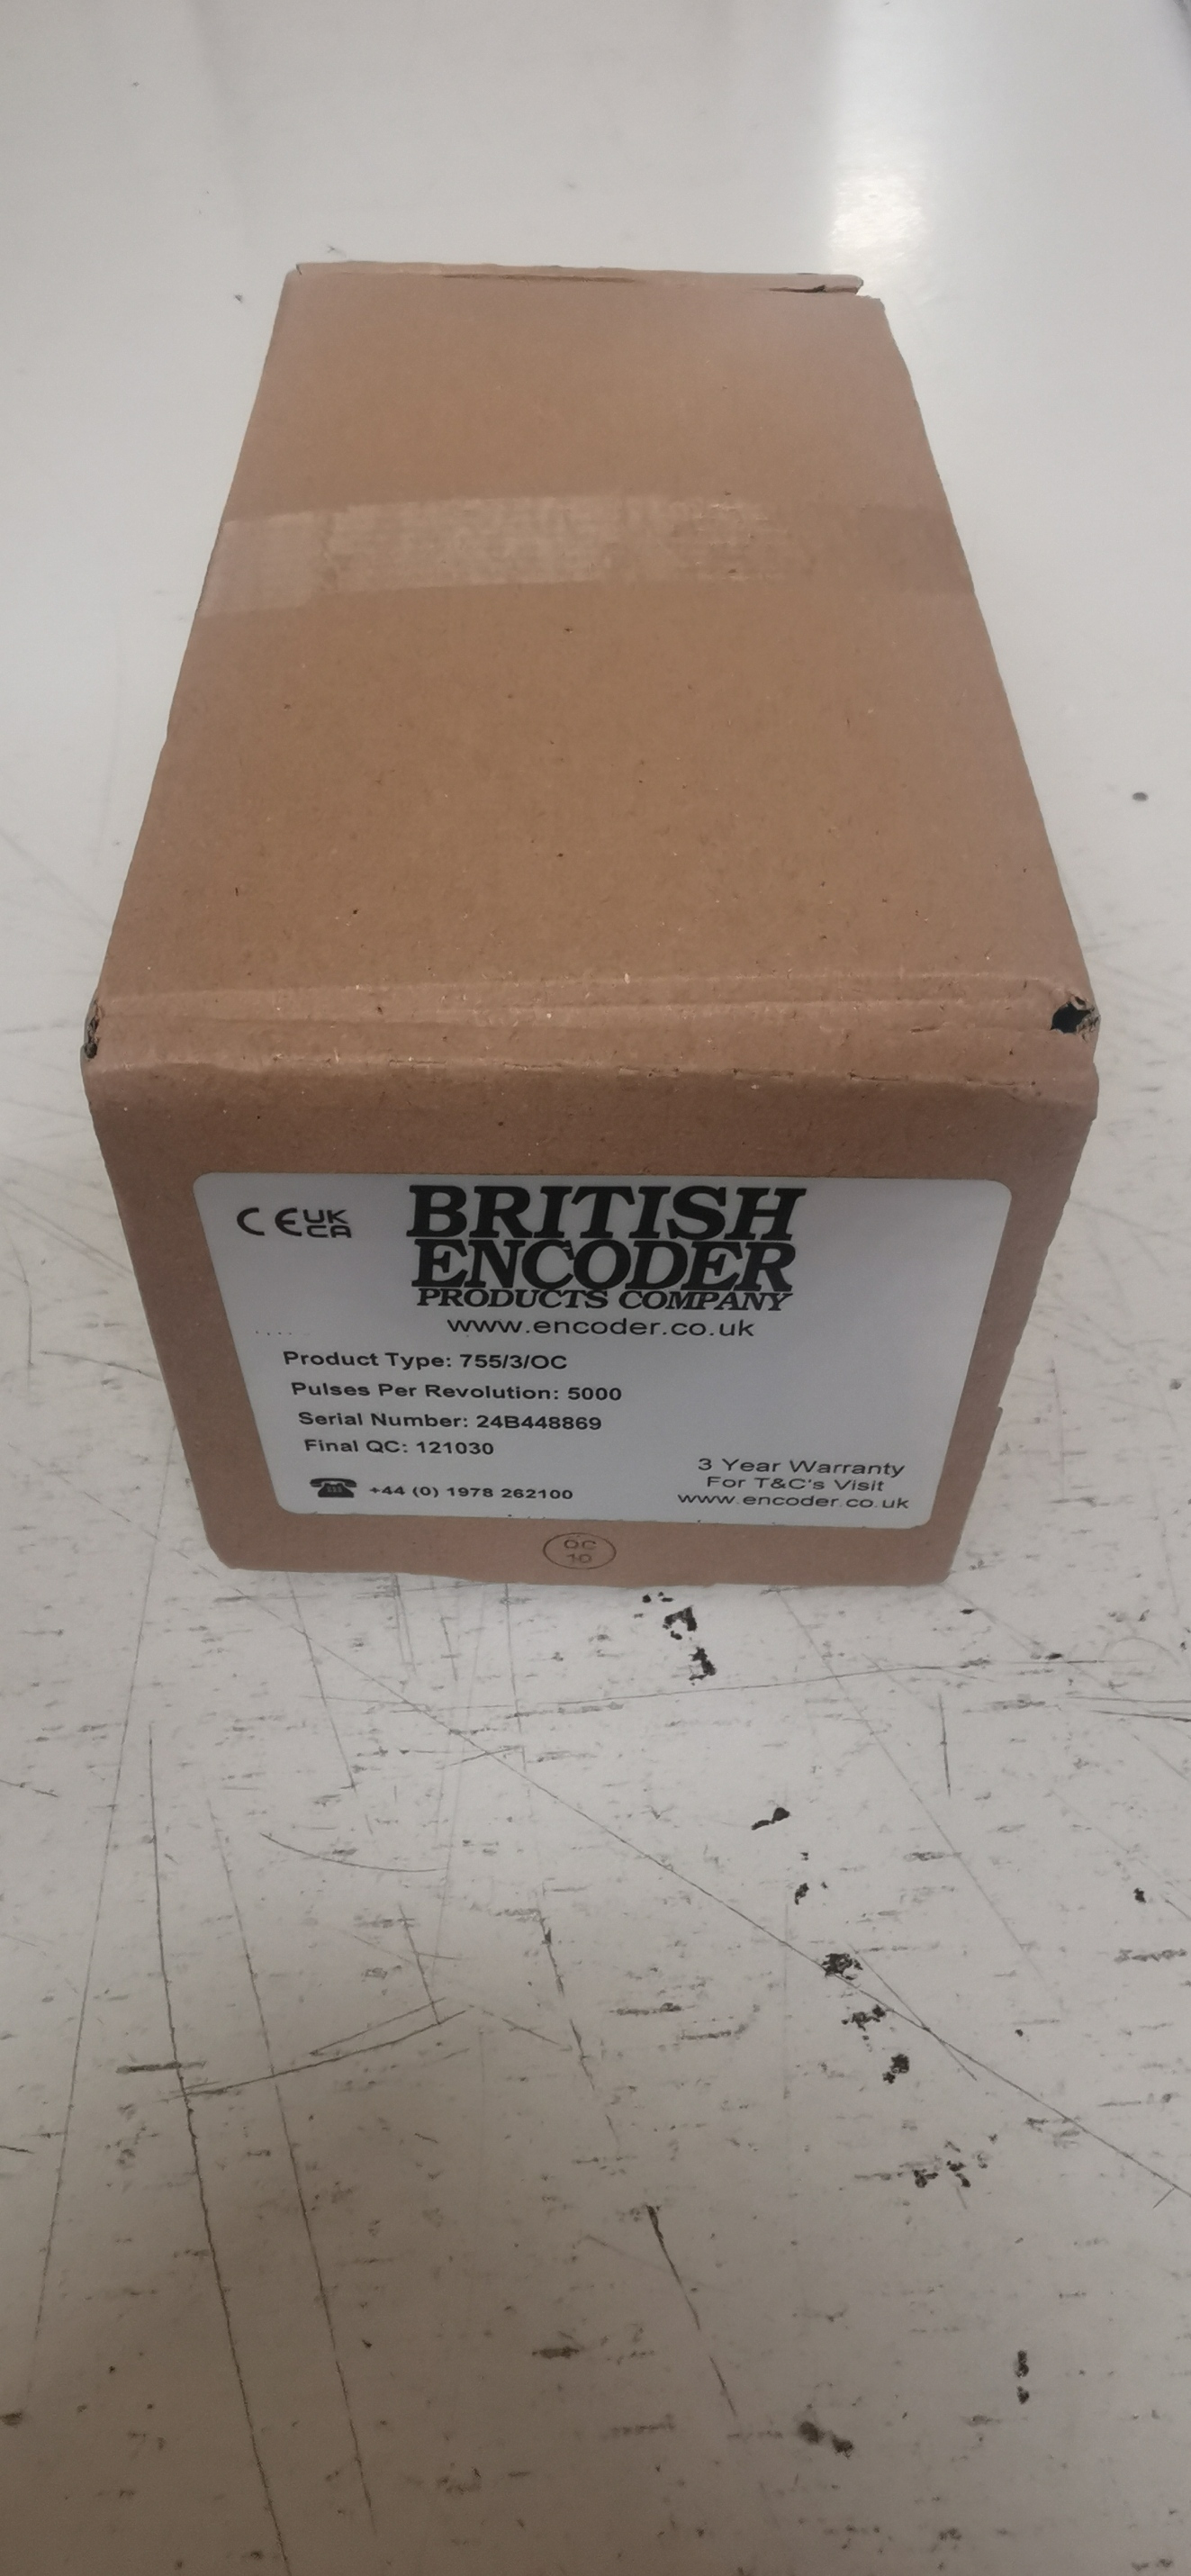 CE UK
CA
BRITISH
ENCODER
PRODUCTS COMPANY
www.encoder.co.uk
Product Type: 755/3/OC
Pulses Per Revolution: 5000
Serial Number: 24B448869
Final QC: 121030
+44 (0) 1978 262100
3 Year Warranty
For T&C's Visit
www.encoder.co.uk
QC
10